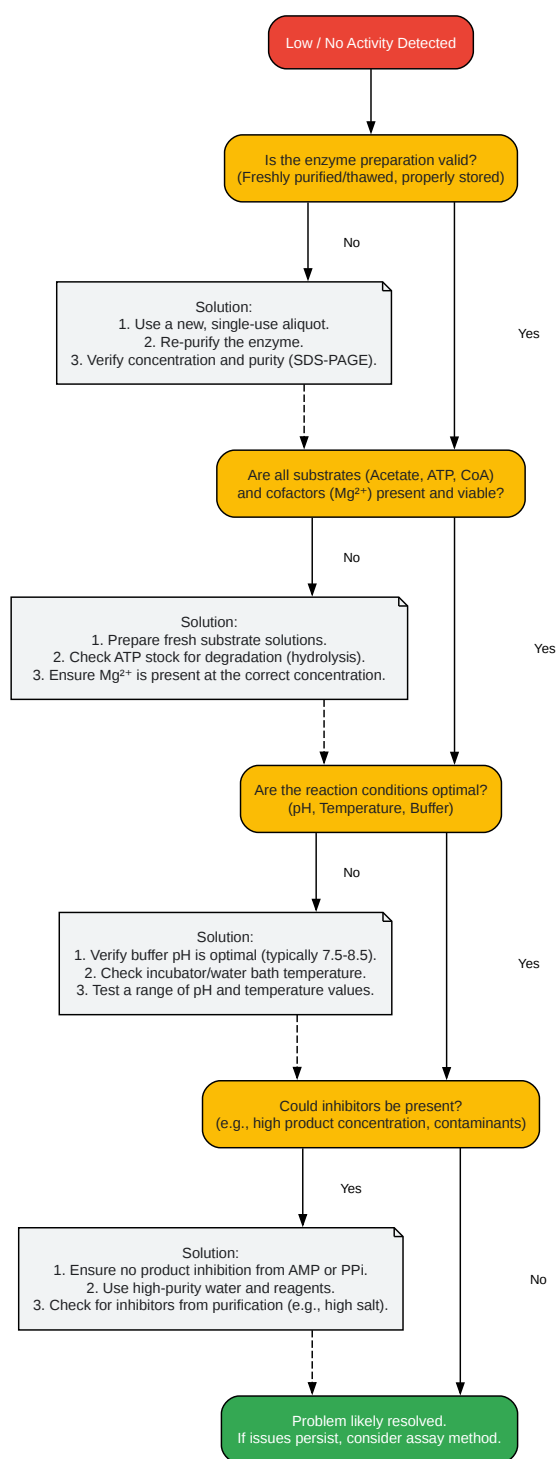 Low / No Activity Detected
Is the enzyme preparation valid?
(Freshly purified/thawed, properly stored)
No
Solution:
1. Use a new, single-use aliquot.
2. Re-purify the enzyme.
3. Verify concentration and purity (SDS-PAGE).
Yes
Are all substrates (Acetate, ATP, CoA)
and cofactors (Mg²⁺) present and viable?
No
Solution:
1. Prepare fresh substrate solutions.
2. Check ATP stock for degradation (hydrolysis).
3. Ensure Mg²⁺ is present at the correct concentration.
Yes
Are the reaction conditions optimal?
(pH, Temperature, Buffer)
No
Solution:
1. Verify buffer pH is optimal (typically 7.5-8.5).
2. Check incubator/water bath temperature.
3. Test a range of pH and temperature values.
Yes
Could inhibitors be present?
(e.g., high product concentration, contaminants)
Yes
Solution:
1. Ensure no product inhibition from AMP or PPi.
2. Use high-purity water and reagents.
3. Check for inhibitors from purification (e.g., high salt).
No
Problem likely resolved.
If issues persist, consider assay method.